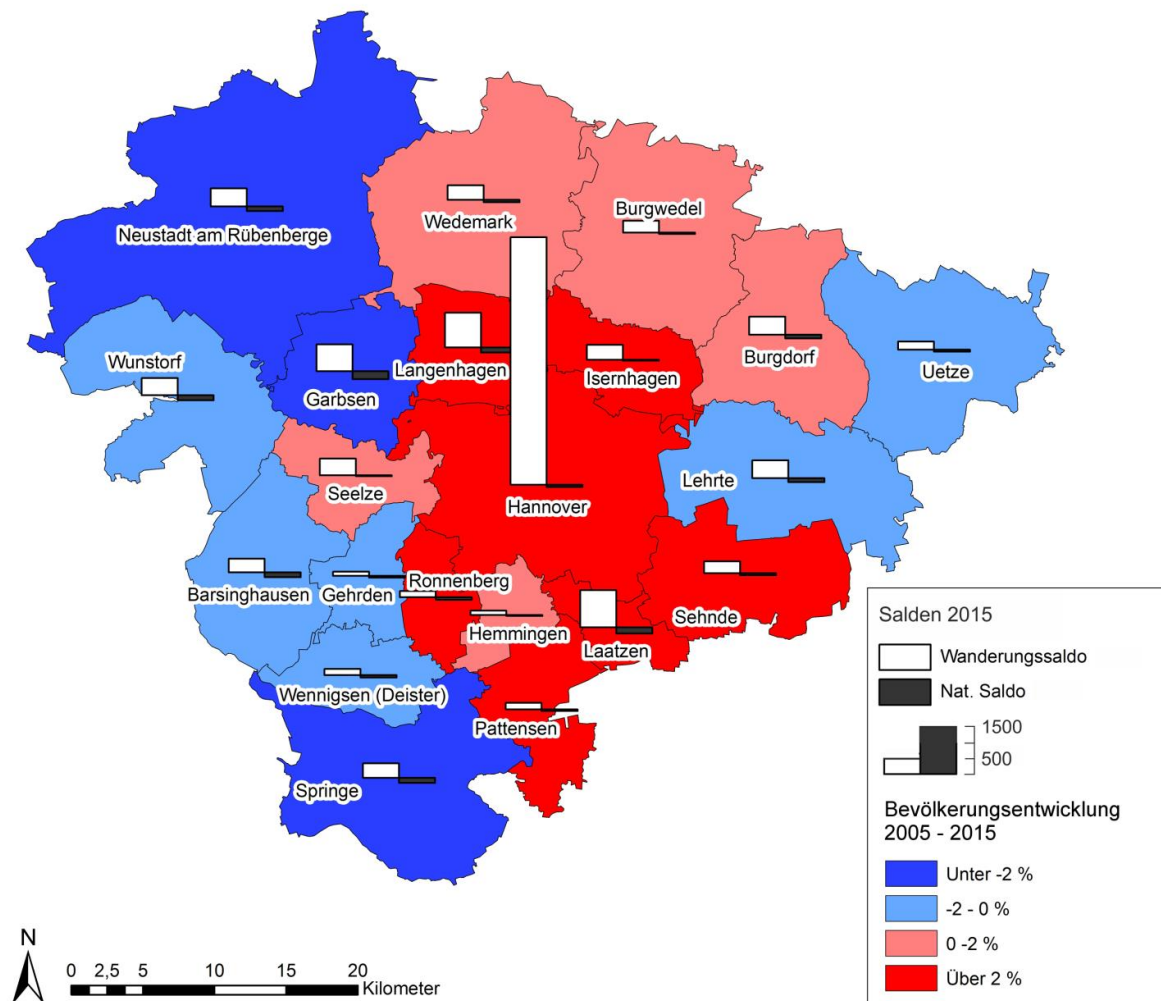 Neustadt am Rübenberge
Wedemark
Burgwedel
Wunstorf
Garbsen
Langenhagen
Isernhagen
Burgdorf
Uetze
Seelze
Hannover
Lehrte
Barsinghausen
Gehrden
Ronnenberg
Hemmingen
Laatzen
Sehnde
Wennigsen (Deister)
Pattensen
Springe
Salden 2015
Wanderungssaldo
Nat. Saldo
1500
500
Bevölkerungsentwicklung
2005 - 2015
Unter -2 %
-2 - 0 %
0 -2 %
Über 2 %
N
0 2,5 5 10 15 20
Kilometer